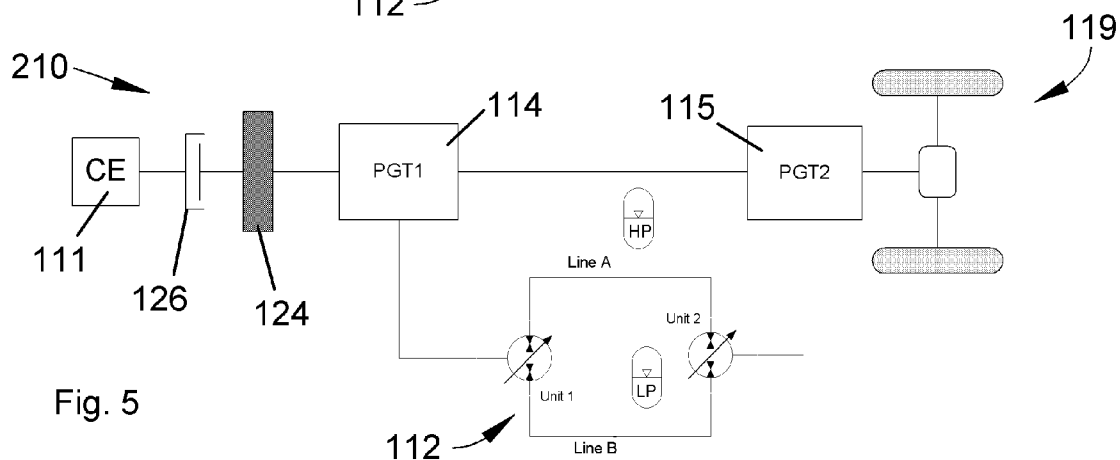 112
119
210
114
115
CE
PGT1
PGT2
HP
111
126
124
Line A
Unit 2
Unit 1
LP
Fig. 5
112
Line B